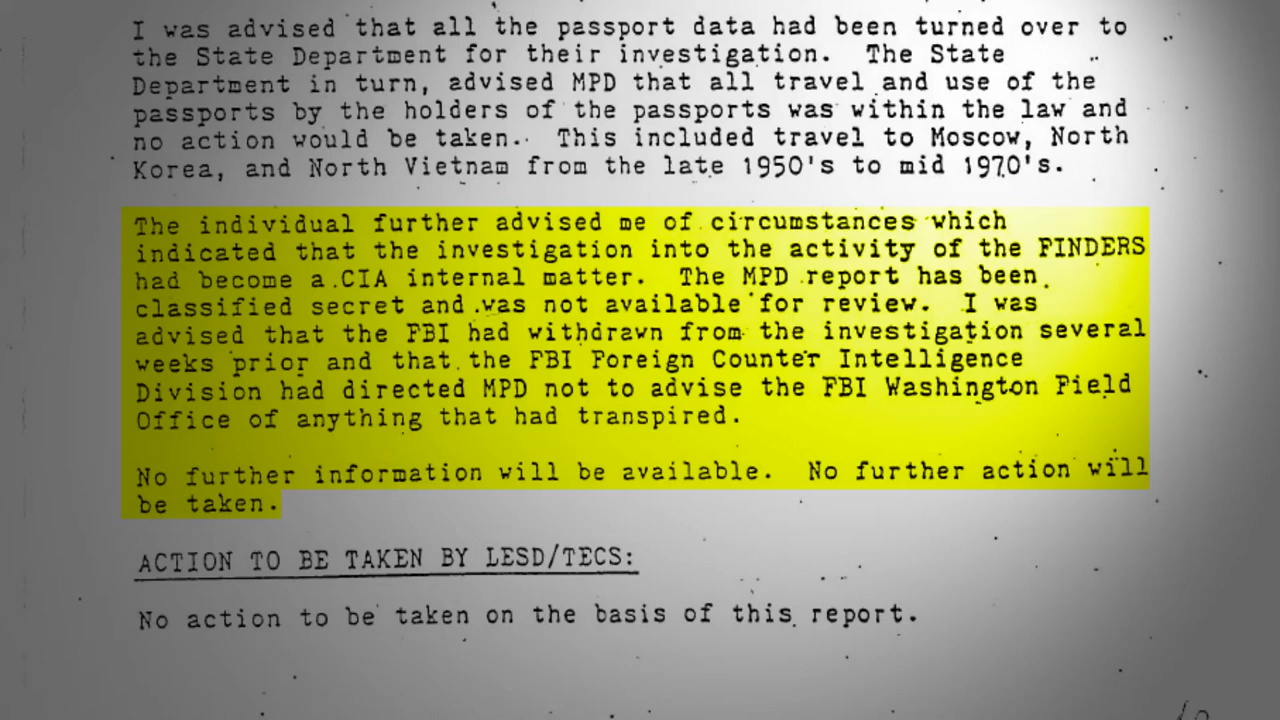 I was advised that all the passport data had been turned over to
the State Department for their investigation. The State
Department in turn, advised MPD that all travel and use of the
passports by the holders of the passports was within the law and
no action would be taken. This included travel to Moscow, North
Korea, and North Vietnam from the late 1950's to mid 1970's.
The individual further advised me of circumstances which
indicated that the investigation into the activity of the FINDERS
had become a CIA internal matter. The MPD report has been
classified secret and was not available for review. I was
advised that the FBI had withdrawn from the investigation several
weeks prior and that the FBI Foreign Counter Intelligence
Division had directed MPD not to advise the FBI Washington Field
Office of anything that had transpired.
No further information will be available. No further action will
be taken.
ACTION TO BE TAKEN BY LESD/TECS:
No action to be taken on the basis of this report.